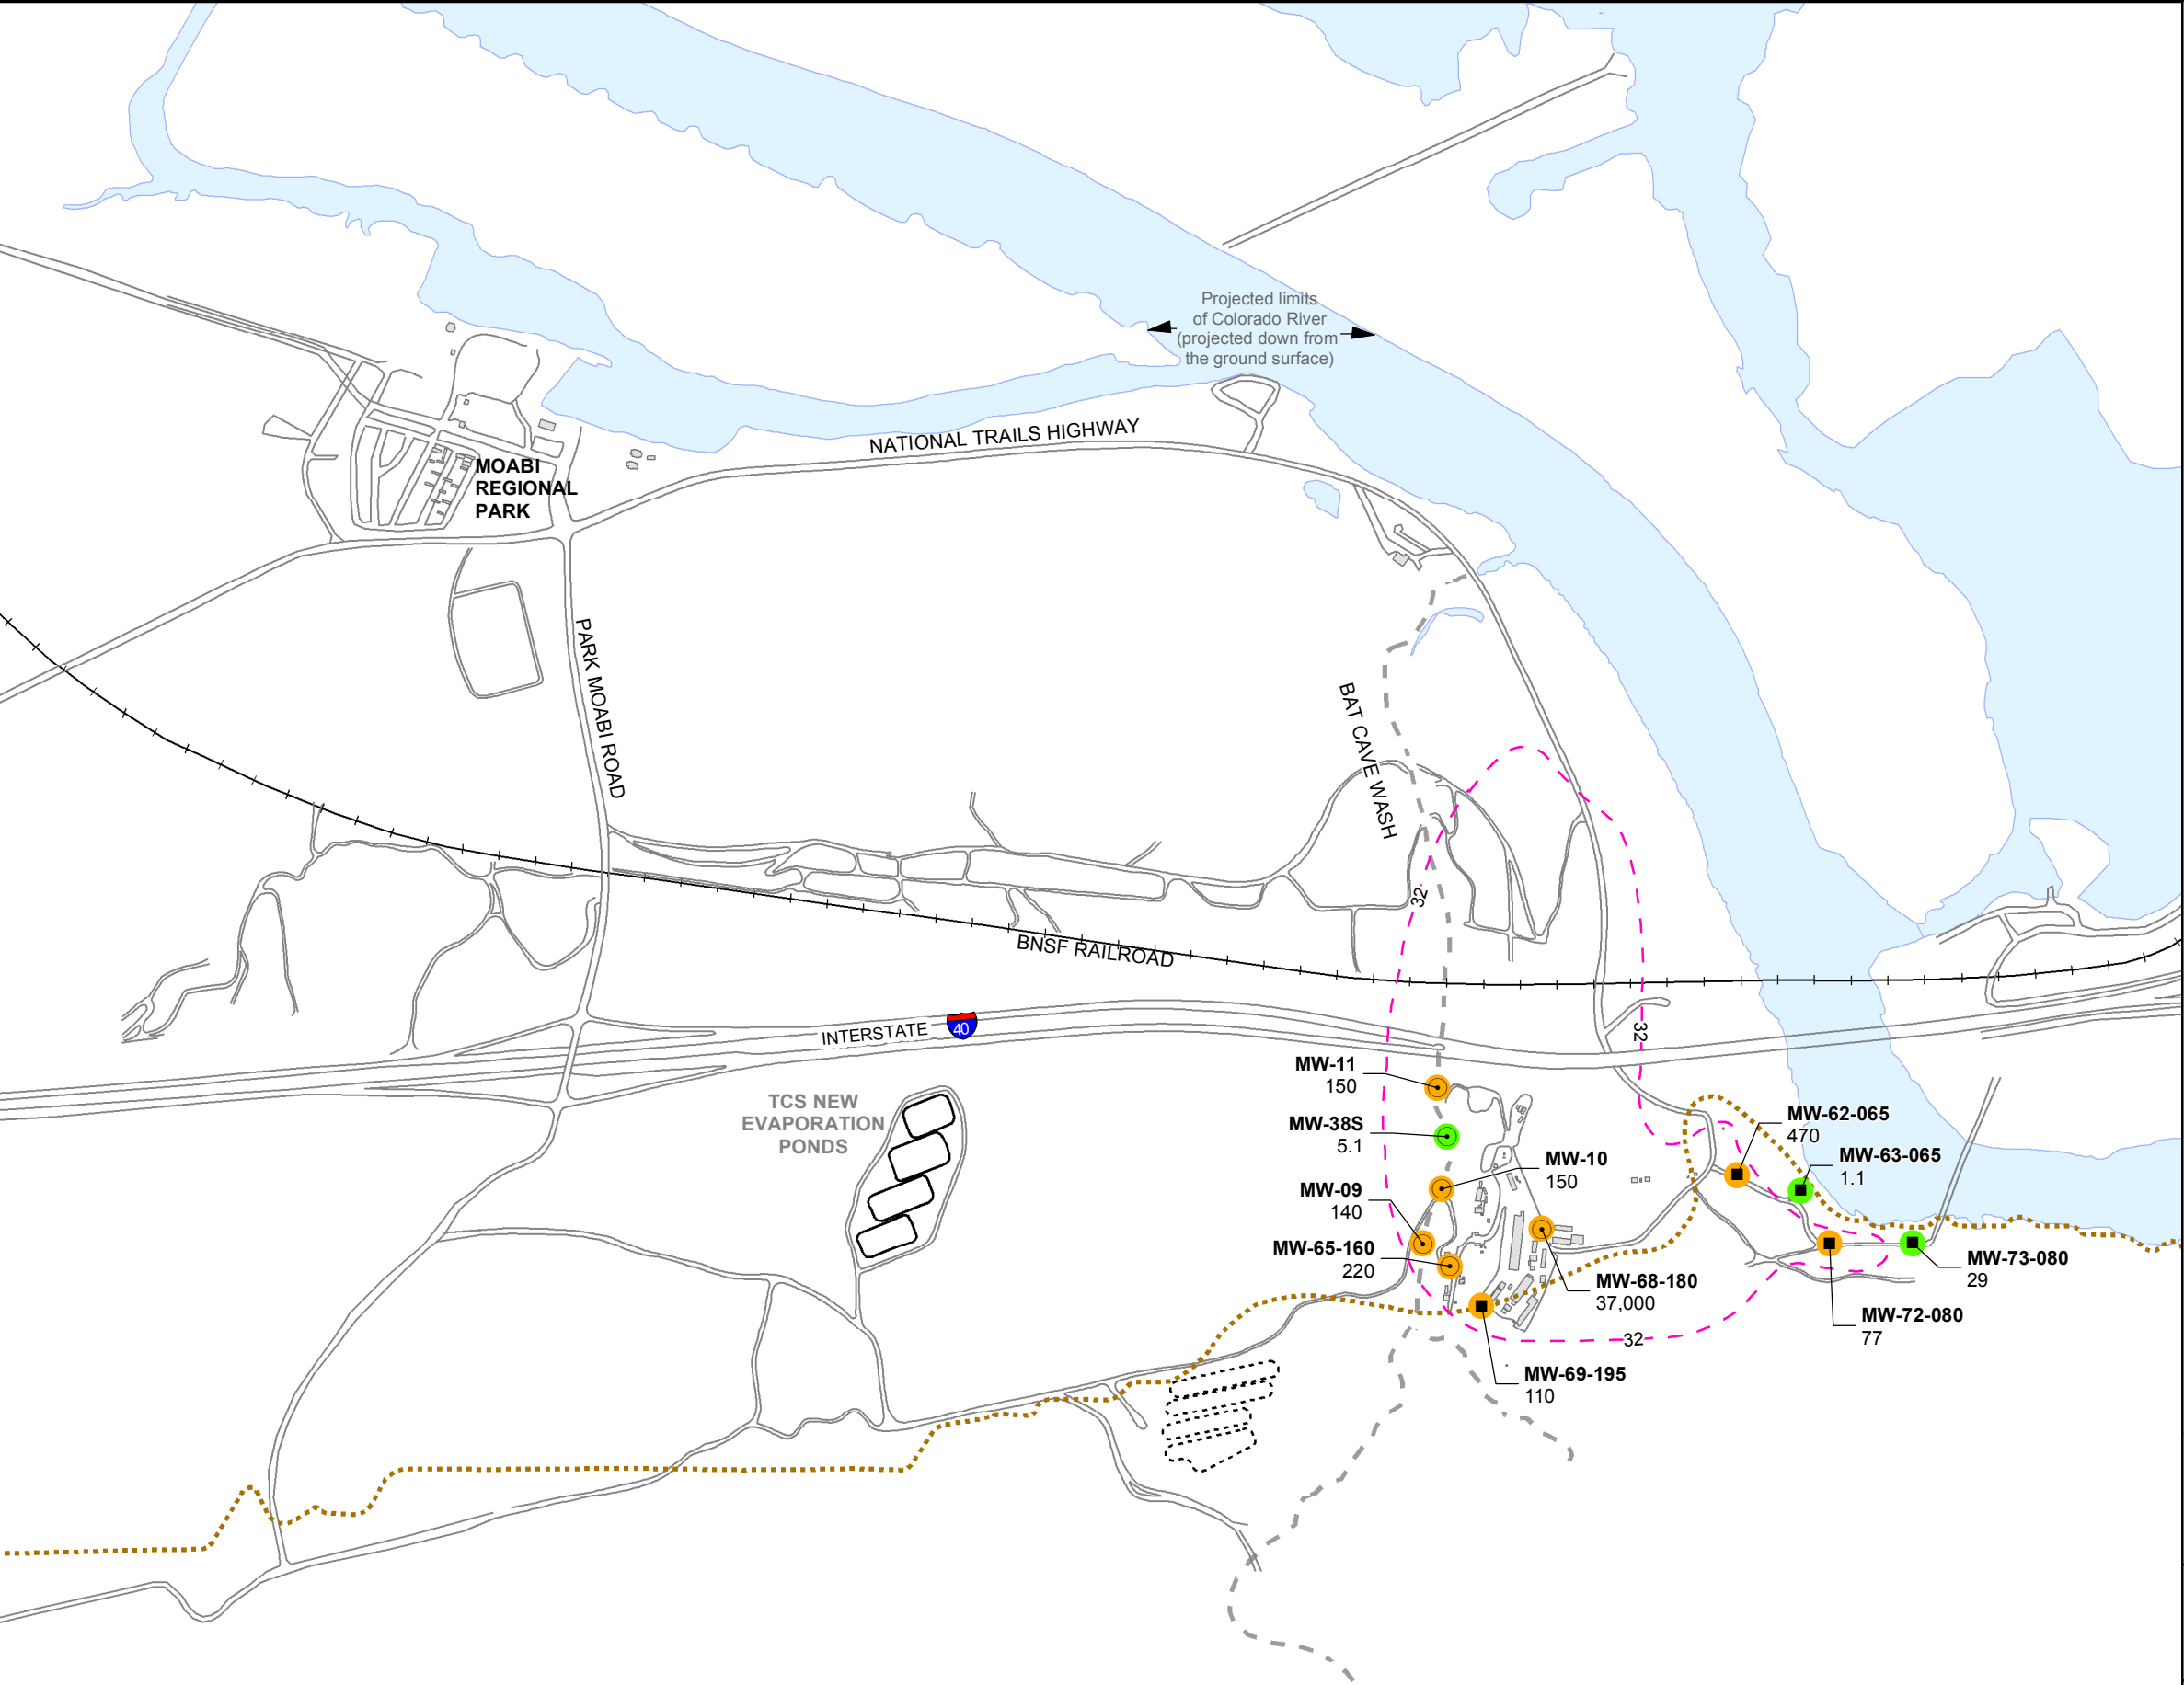 Projected limits
of Colorado River
(projected down from
the ground surface)
NATIONAL TRAILS HIGHWAY
MOABI
REGIONAL
PARK
PARK MOABI ROAD
BAT CAVE WASH
32
BNSF RAILROAD
INTERSTATE 40
32
MW-11
150
TCS NEW
EVAPORATION
PONDS
MW-38S
5.1
MW-62-065
470
MW-63-065
1.1
MW-10
150
MW-09
140
MW-65-160
220
MW-68-180
37,000
MW-73-080
29
MW-72-080
77
32
MW-69-195
110